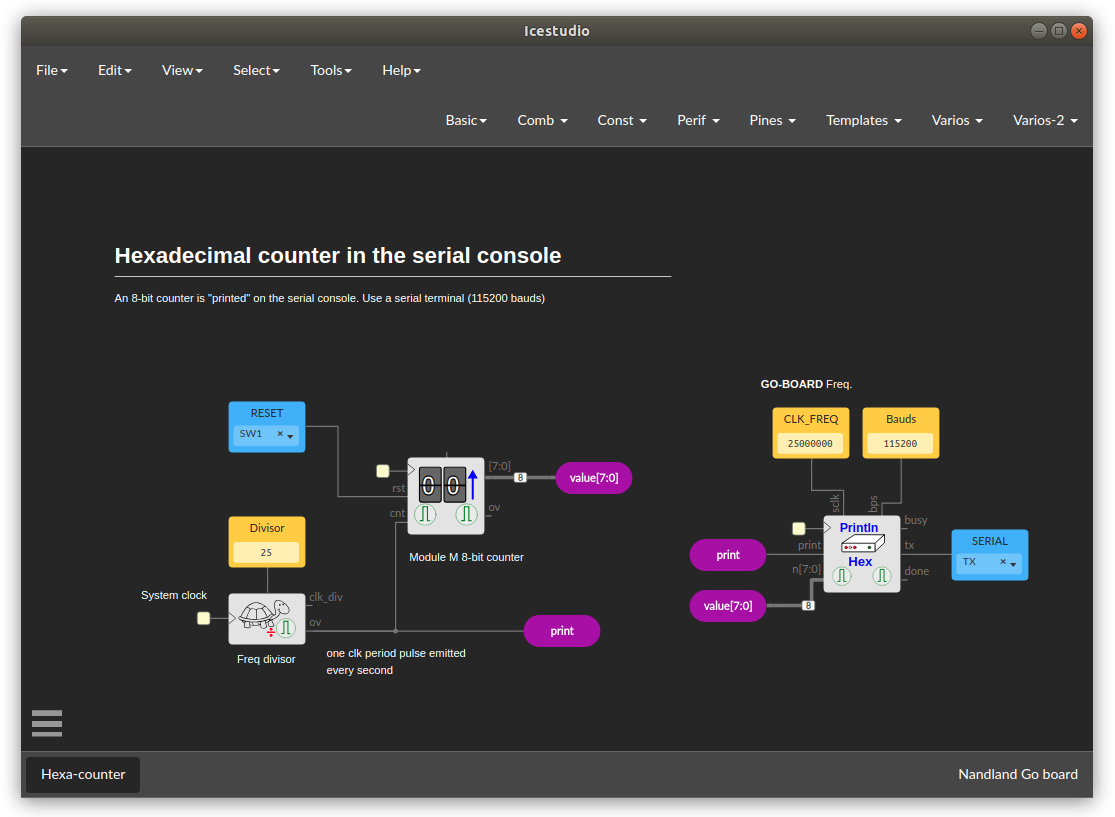 Icestudio
File Edit View Select Tools Help
Basic Comb Const Perif Pines Templates Varios Varios-2
Hexadecimal counter in the serial console
An 8-bit counter is "printed" on the serial console. Use a serial terminal (115200 bauds)
GO-BOARD Freq.
RESET
SW1 ×
[7:0]
8
value[7:0]
rst
cnt
0 0
ov
Module M 8-bit counter
Divisor
25
System clock
clk_div
ov
Freq divisor
print
one clk period pulse emitted
every second
CLK_FREQ
25000000
Bauds
115200
sclk
bps
print
print
value[7:0]
8
n[7:0]
Println
Hex
busy
tx
done
SERIAL
TX ×
Hexa-counter
Nandland Go board